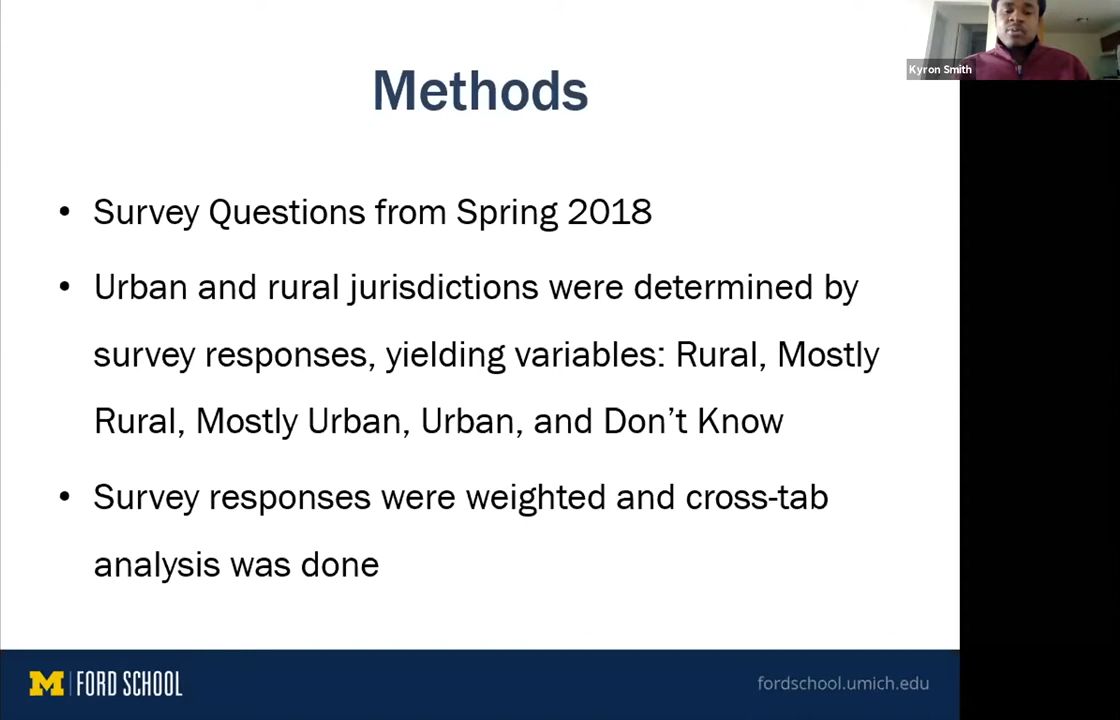 Kyron Smith
Methods
• Survey Questions from Spring 2018
• Urban and rural jurisdictions were determined by
survey responses, yielding variables: Rural, Mostly
Rural, Mostly Urban, Urban, and Don’t Know
• Survey responses were weighted and cross-tab
analysis was done
M | FORD SCHOOL
fordschool.umich.edu